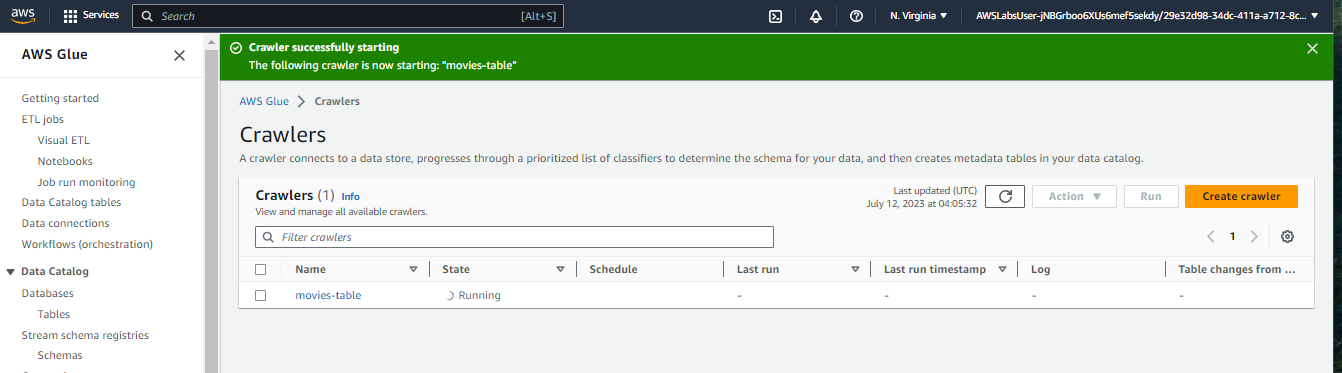 aws Services Search [Alt+S] N. Virginia AWSLabsUser-jNBGrboo6XUs6mef5sekdy/29e32d98-34dc-411a-a712-8c...
AWS Glue
Getting started
ETL jobs
Visual ETL
Notebooks
Job run monitoring
Data Catalog tables
Data connections
Workflows (orchestration)
Data Catalog
Databases
Tables
Stream schema registries
Schemas
Crawler successfully starting
The following crawler is now starting: "movies-table"
AWS Glue > Crawlers
Crawlers
A crawler connects to a data store, progresses through a prioritized list of classifiers to determine the schema for your data, and then creates metadata tables in your data catalog.
Crawlers (1) Info
View and manage all available crawlers.
Last updated (UTC)
July 12, 2023 at 04:05:32
Action Run Create crawler
Filter crawlers
1
Name State Schedule Last run Last run timestamp Log Table changes from ...
movies-table Running - - - -